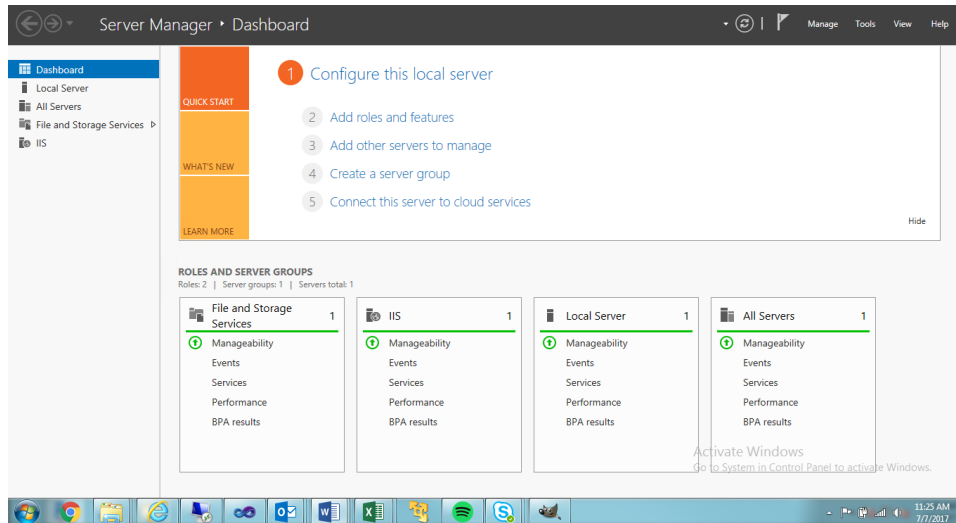 Server Manager ‣ Dashboard
Manage Tools View Help
Dashboard
Local Server
All Servers
File and Storage Services
IIS
QUICK START
WHAT'S NEW
LEARN MORE
1 Configure this local server
2 Add roles and features
3 Add other servers to manage
4 Create a server group
5 Connect this server to cloud services
Hide
ROLES AND SERVER GROUPS
Roles: 2 | Server groups: 1 | Servers total: 1
File and Storage
Services 1
Manageability
Events
Services
Performance
BPA results
IIS 1
Manageability
Events
Services
Performance
BPA results
Local Server 1
Manageability
Events
Services
Performance
BPA results
All Servers 1
Manageability
Events
Services
Performance
BPA results
Activate Windows
Go to System in Control Panel to activate Windows.
11:25 AM
7/7/2017